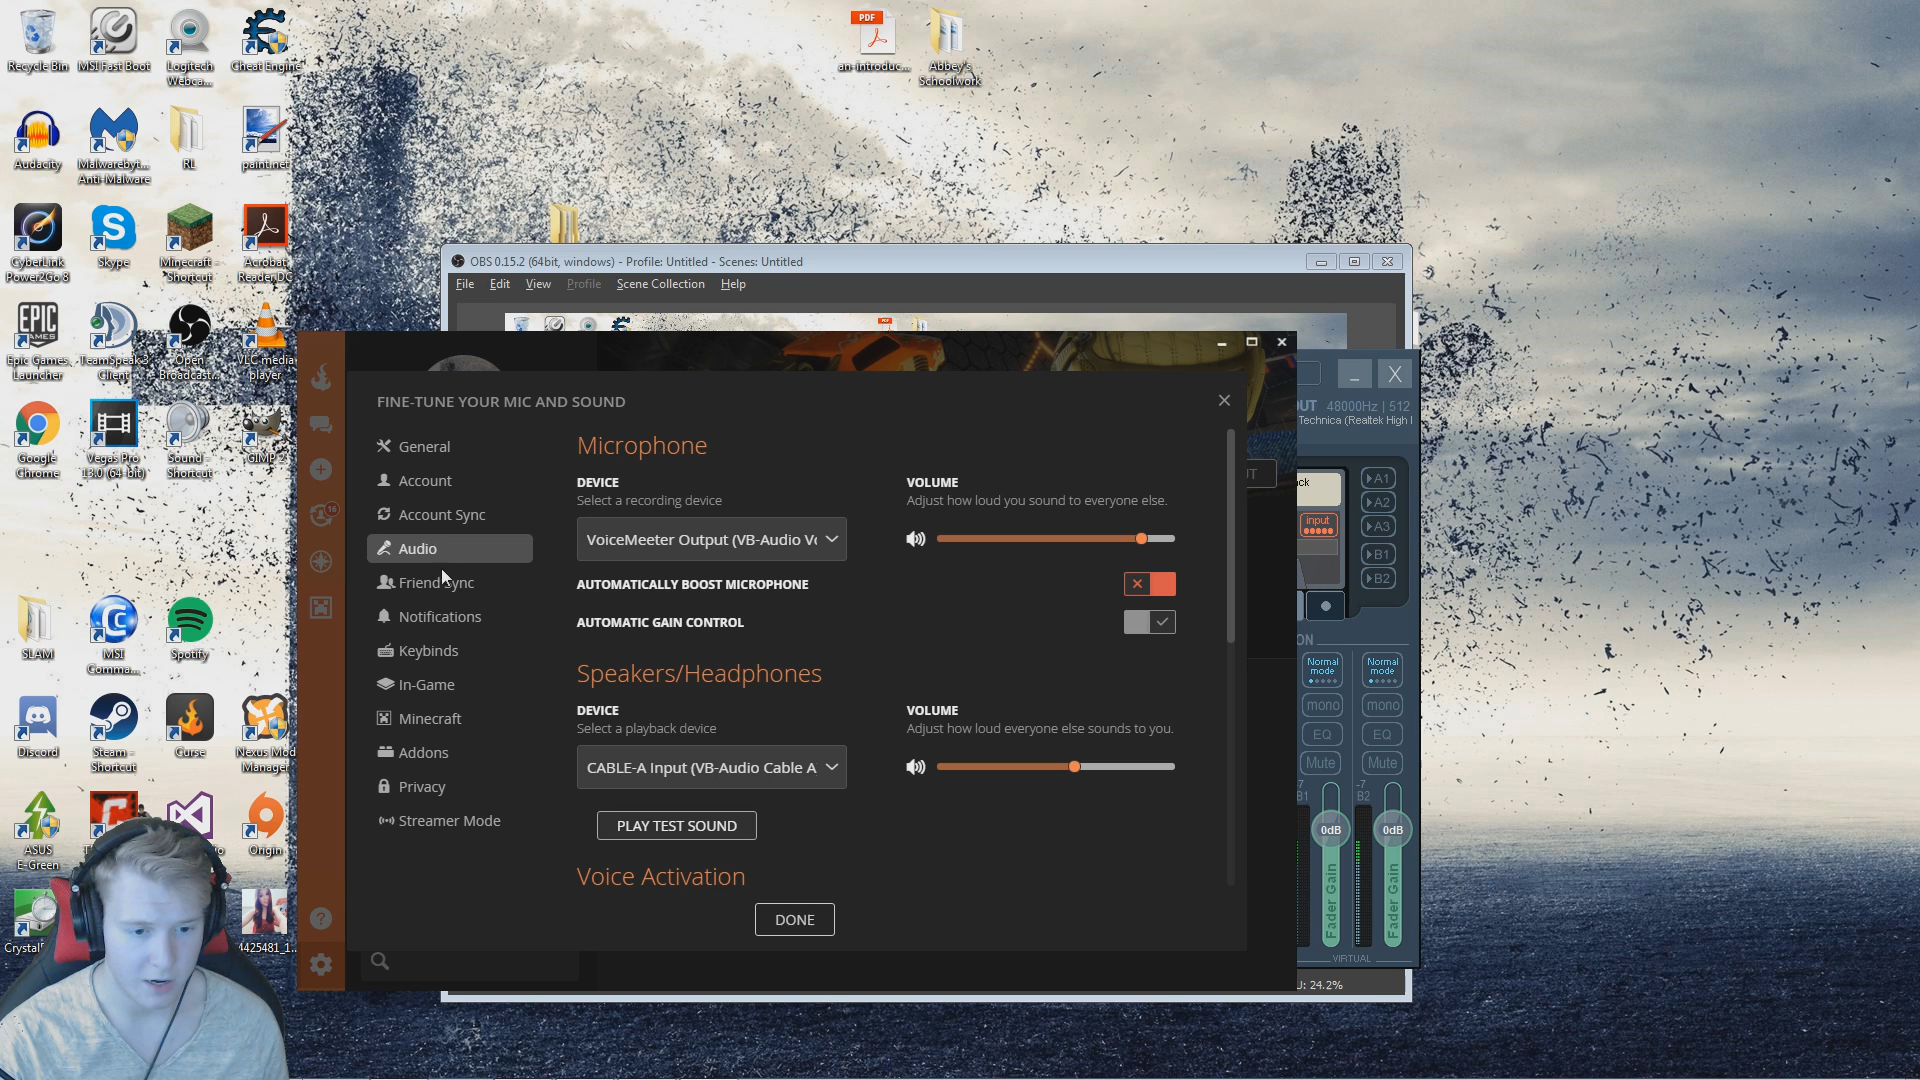 Recycle Bin
MSI Fast Boot
Logitech Webca...
Cheat Engine
PDF
an-introduc...
Abbey's Schoolwork
Audacity
Malwarebyt... Anti-Malware
RL
paint.net
CyberLink Power2Go 8
Skype
Minecraft - Shortcut
Acrobat Reader DC
EPIC GAMES
Epic Games Launcher
TeamSpeak 3 Client
Open Broadcast...
VLC media player
Google Chrome
Vegas Pro 13.0 (64-bit)
Sound - Shortcut
GIMP 2
SLAM
MSI Comma...
Spotify
Discord
Steam - Shortcut
Curse
Nexus Mod Manager
ASUS E-Green
Origin
4425481_1...
OBS 0.15.2 (64bit, windows) - Profile: Untitled - Scenes: Untitled
File Edit View Profile Scene Collection Help
FINE-TUNE YOUR MIC AND SOUND
16
General
Account
Account Sync
Audio
Notifications
Keybinds
In-Game
Minecraft
Addons
Privacy
Streamer Mode
Microphone
DEVICE
Select a recording device
VoiceMeeter Output (VB-Audio
VOLUME
Adjust how loud you sound to everyone else.
AUTOMATICALLY BOOST MICROPHONE
AUTOMATIC GAIN CONTROL
Speakers/Headphones
DEVICE
Select a playback device
CABLE-A Input (VB-Audio Cable A
VOLUME
Adjust how loud everyone else sounds to you.
PLAY TEST SOUND
Voice Activation
DONE
48000Hz | 512
Technica (Realtek High
input
A1
A2
A3
B1
B2
Normal mode
Normal mode
mono
mono
EQ
EQ
Mute
Mute
-7
B2
0dB
0dB
Fader Gain
Fader Gain
VIRTUAL
24.2%